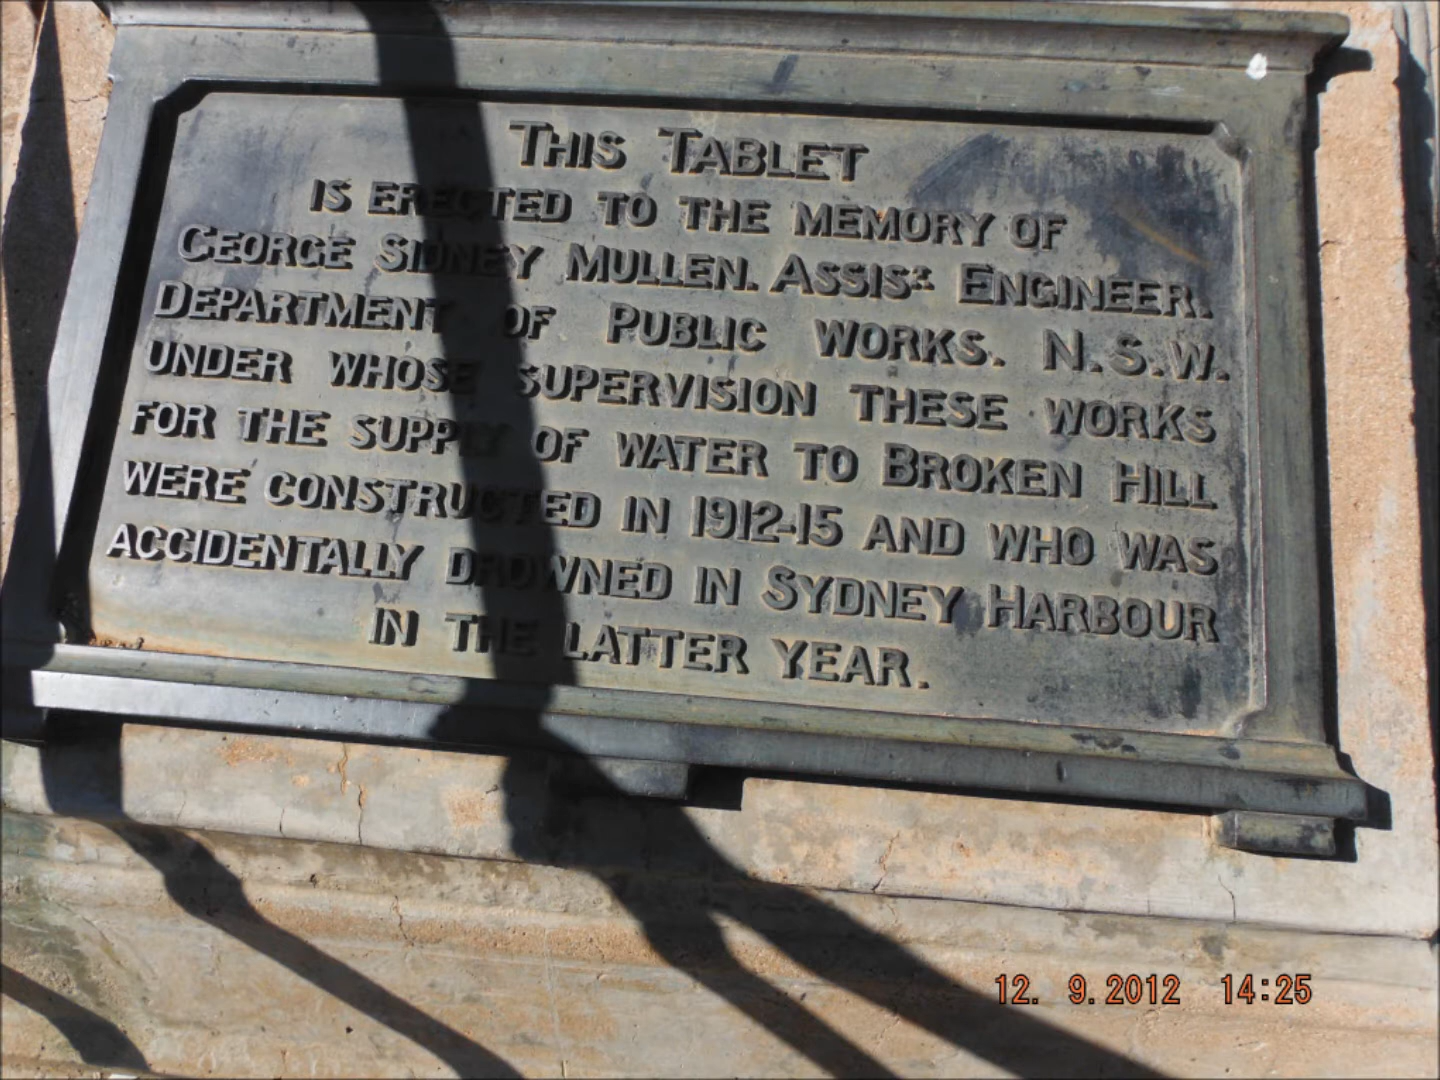 THIS TABLET
IS ERECTED TO THE MEMORY OF
GEORGE SIDNEY MULLEN. ASSIST ENGINEER.
DEPARTMENT OF PUBLIC WORKS. N.S.W.
UNDER WHOSE SUPERVISION THESE WORKS
FOR THE SUPPLY OF WATER TO BROKEN HILL
WERE CONSTRUCTED IN 1912-15 AND WHO WAS
ACCIDENTALLY DROWNED IN SYDNEY HARBOUR
IN THE LATTER YEAR.
12. 9.2012 14:25